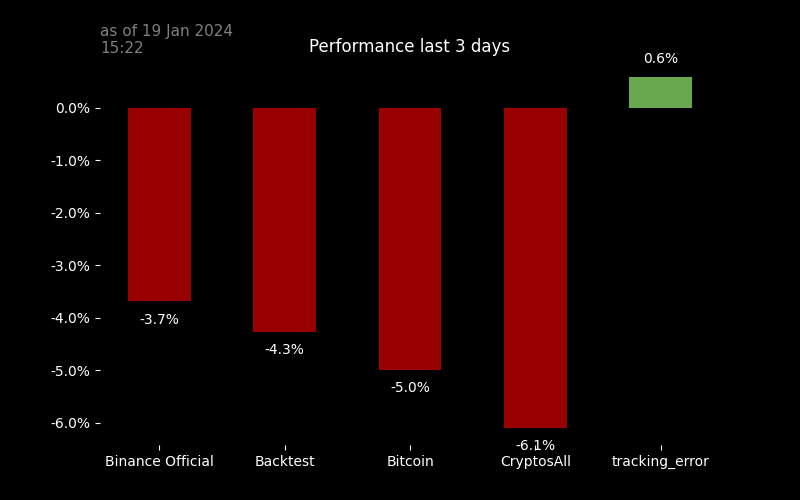 as of 19 Jan 2024
15:22
Performance last 3 days
0.6%
0.0%
-1.0%
-2.0%
-3.0%
-4.0%
-5.0%
-6.0%
-3.7%
-4.3%
-5.0%
-6.1%
Binance Official
Backtest
Bitcoin
CryptosAll
tracking_error